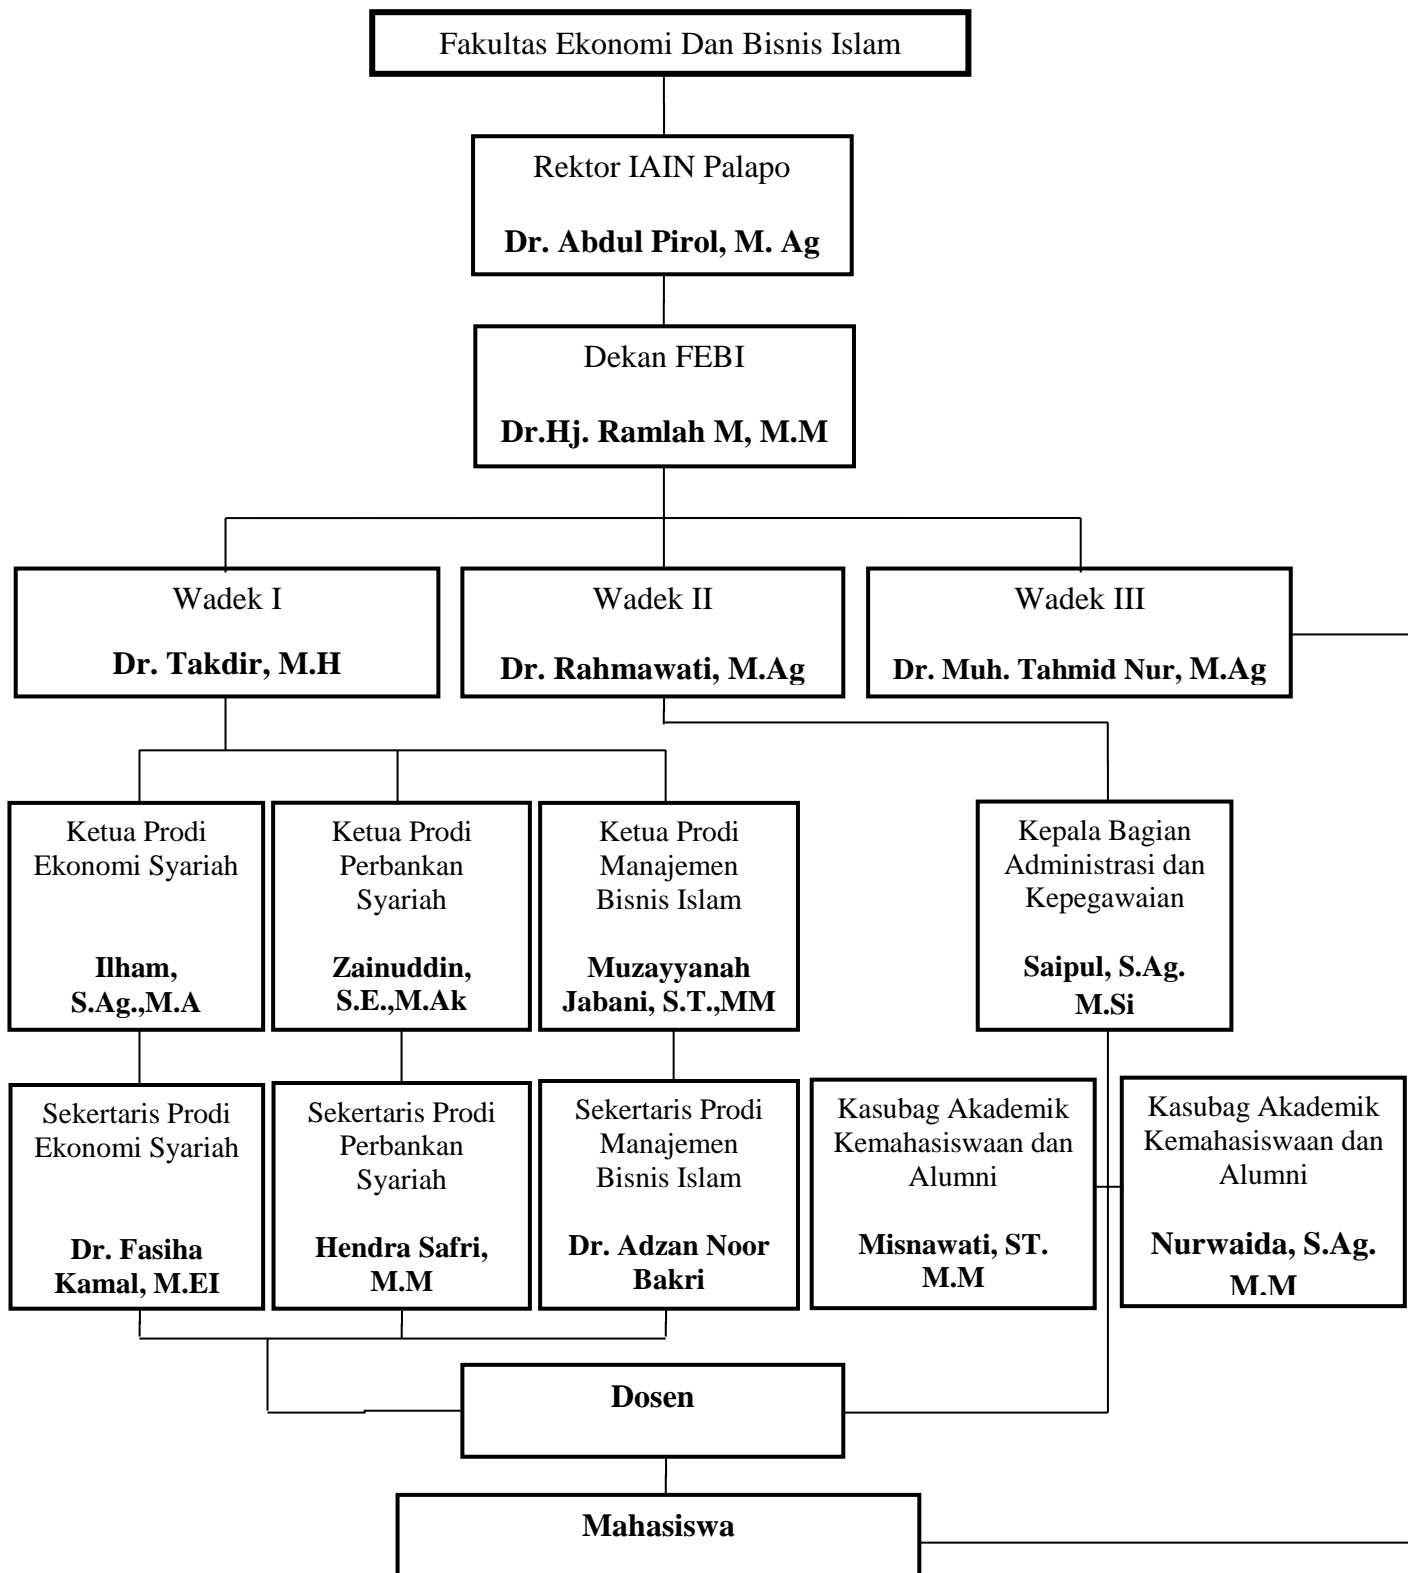 Fakultas Ekonomi Dan Bisnis Islam
Rektor IAIN Palapo
Dr. Abdul Pirol, M. Ag
Dekan FEBI
Dr.Hj. Ramlah M, M.M
Wadek I
Dr. Takdir, M.H
Wadek II
Dr. Rahmawati, M.Ag
Wadek III
Dr. Muh. Tahmid Nur, M.Ag
Ketua Prodi
Ekonomi Syariah
Ilham,
S.Ag.,M.A
Ketua Prodi
Perbankan
Syariah
Zainuddin,
S.E.,M.Ak
Ketua Prodi
Manajemen
Bisnis Islam
Muzayyanah
Jabani, S.T.,MM
Kepala Bagian
Administrasi dan
Kepegawaian
Saipul, S.Ag.
M.Si
Sekertaris Prodi
Ekonomi Syariah
Dr. Fasiha
Kamal, M.EI
Sekertaris Prodi
Perbankan
Syariah
Hendra Safri,
M.M
Sekertaris Prodi
Manajemen
Bisnis Islam
Dr. Adzan Noor
Bakri
Kasubag Akademik
Kemahasiswaan dan
Alumni
Misnawati, ST.
M.M
Kasubag Akademik
Kemahasiswaan dan
Alumni
Nurwaida, S.Ag.
M.M
Dosen
Mahasiswa